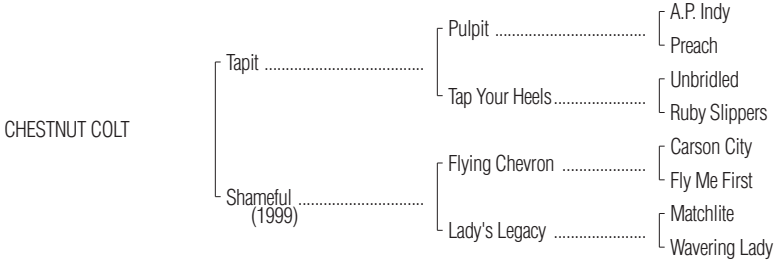 A.P. Indy
Pulpit ....................................
Preach
Tapit ......................................
Unbridled
Tap Your Heels ......................
Ruby Slippers
CHESTNUT COLT
Carson City
Flying Chevron ....................
Fly Me First
Shameful ..............................
(1999)
Matchlite
Lady's Legacy ......................
Wavering Lady